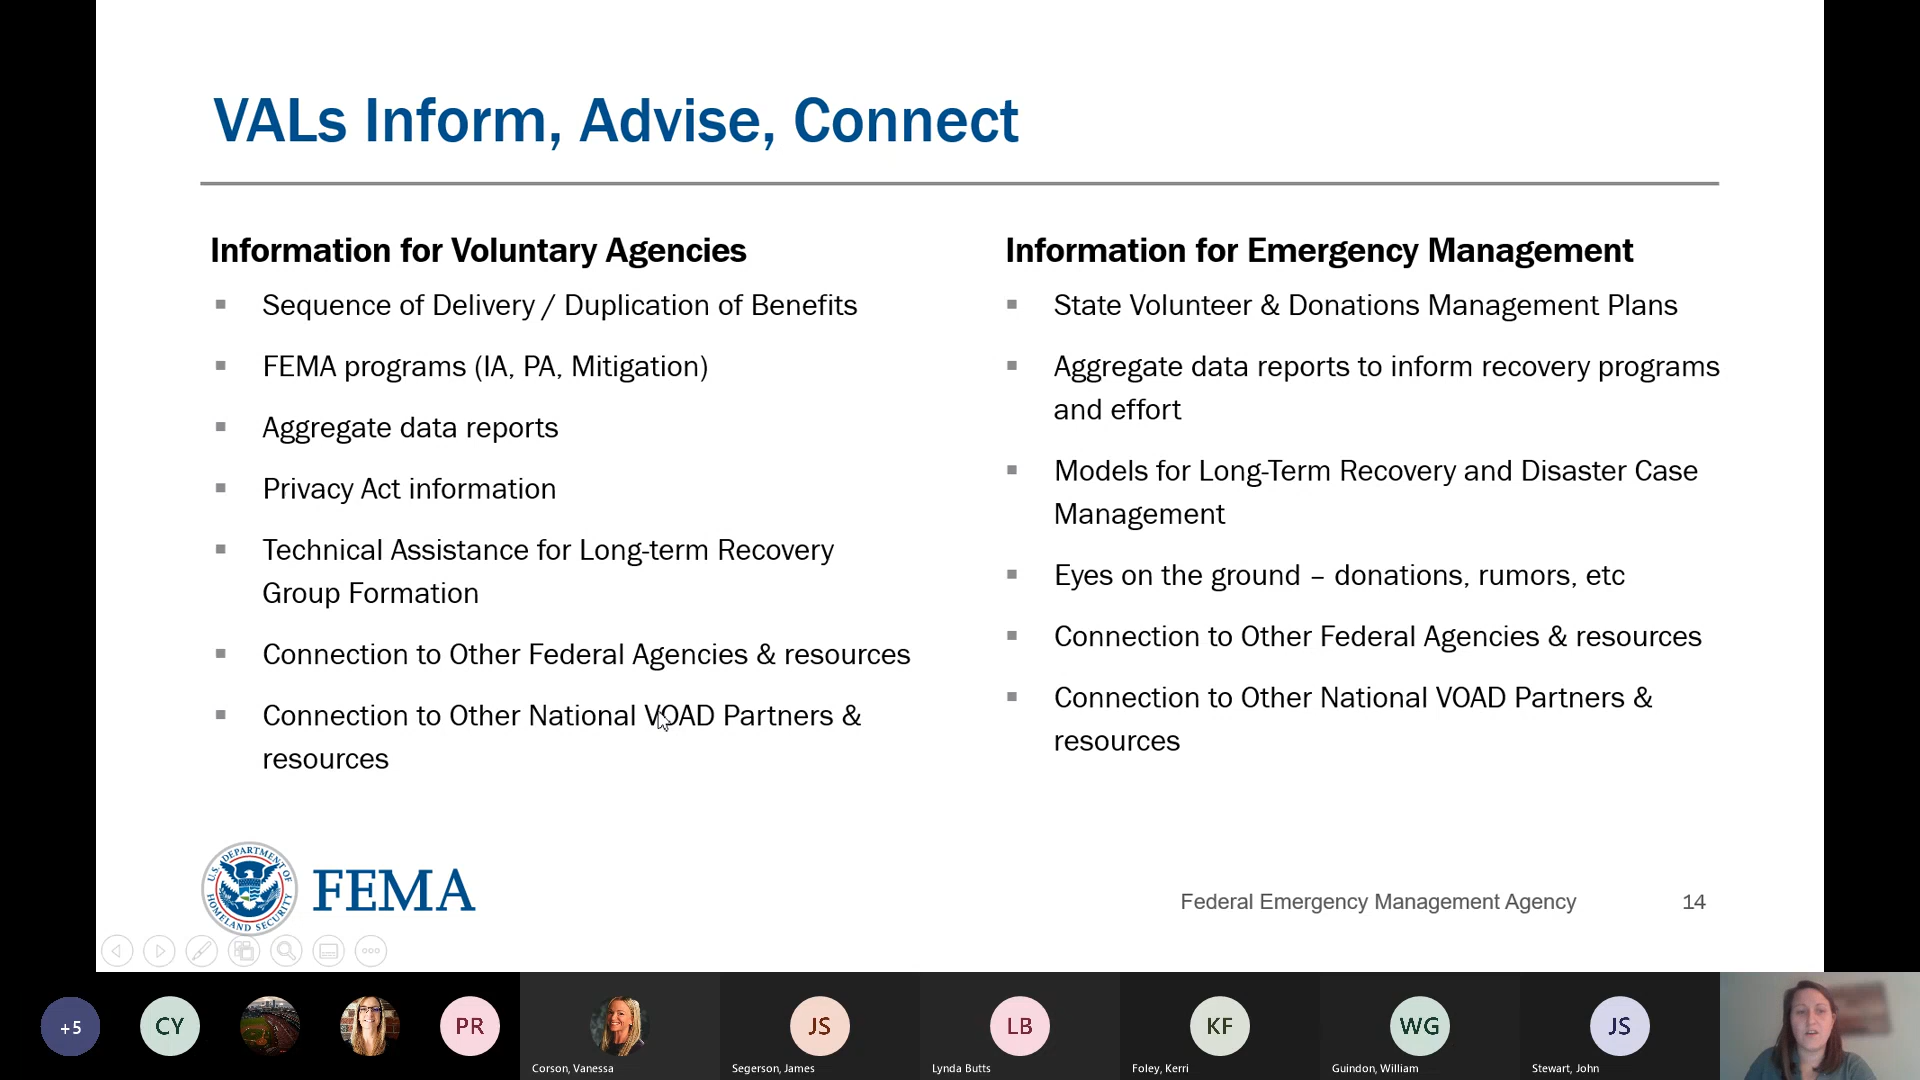 VALs Inform, Advise, Connect
Information for Voluntary Agencies
Sequence of Delivery / Duplication of Benefits
FEMA programs (IA, PA, Mitigation)
Aggregate data reports
Privacy Act information
Technical Assistance for Long-term Recovery
Group Formation
Connection to Other Federal Agencies & resources
Connection to Other National VOAD Partners &
resources
Information for Emergency Management
State Volunteer & Donations Management Plans
Aggregate data reports to inform recovery programs
and effort
Models for Long-Term Recovery and Disaster Case
Management
Eyes on the ground – donations, rumors, etc
Connection to Other Federal Agencies & resources
Connection to Other National VOAD Partners &
resources
U.S. DEPARTMENT OF
HOMELAND SECURITY
FEMA
Federal Emergency Management Agency
14
+5
CY
PR
JS
LB
KF
WG
JS
Corson, Vanessa
Segerson, James
Lynda Butts
Foley, Kerri
Guindon, William
Stewart, John